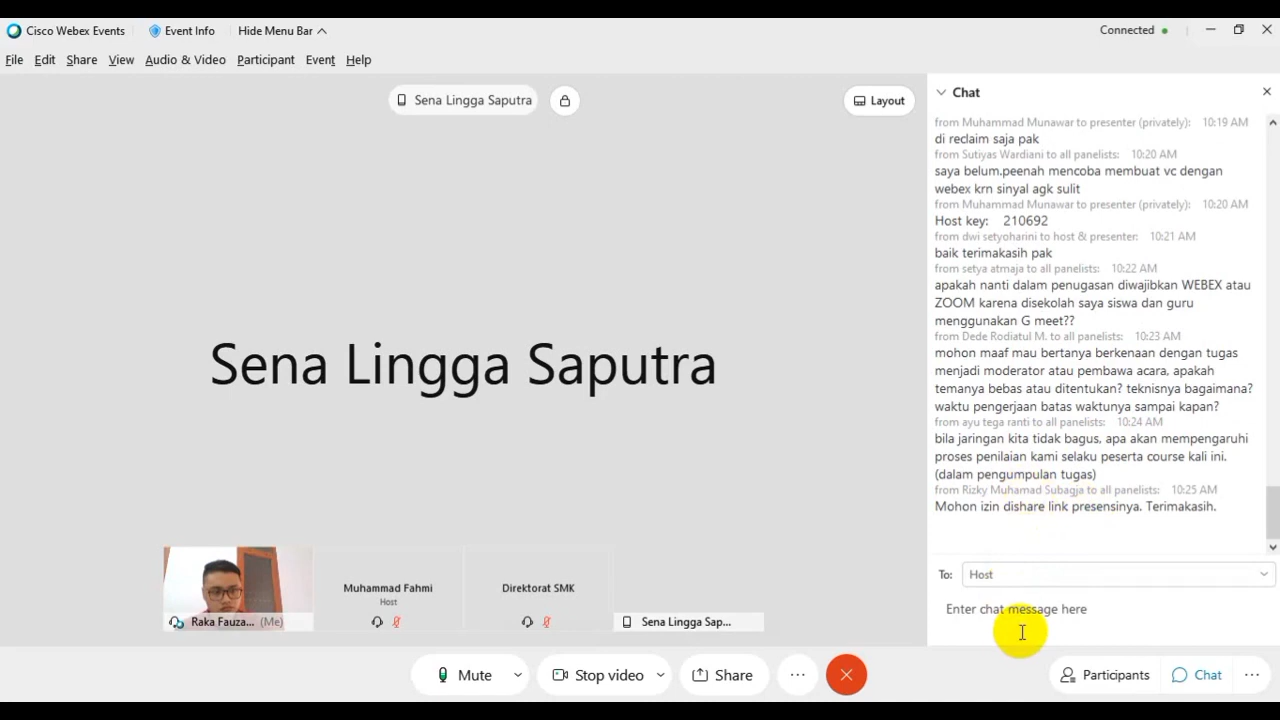 Cisco Webex Events Event Info Hide Menu Bar Connected
File Edit Share View Audio & Video Participant Event Help
Sena Lingga Saputra
Layout
Sena Lingga Saputra
Raka Fauza... (Me)
Muhammad Fahmi
Host
Direktorat SMK
Sena Lingga Sap...
Mute
Stop video
Share
Chat
from Muhammad Munawar to presenter (privately): 10:19 AM
di reclaim saja pak
from Sutiyas Wardiani to all panelists: 10:20 AM
saya belum.peenah mencoba membuat vc dengan
webex krn sinyal agk sulit
from Muhammad Munawar to presenter (privately): 10:20 AM
Host key: 210692
from dwi setyoharini to host & presenter: 10:21 AM
baik terimakasih pak
from setya atmaja to all panelists: 10:22 AM
apakah nanti dalam penugasan diwajibkan WEBEX atau
ZOOM karena disekolah saya siswa dan guru
menggunakan G meet??
from Dede Rodiatul M. to all panelists: 10:23 AM
mohon maaf mau bertanya berkenaan dengan tugas
menjadi moderator atau pembawa acara, apakah
temanya bebas atau ditentukan? teknisnya bagaimana?
waktu pengerjaan batas waktunya sampai kapan?
from ayu tega ranti to all panelists: 10:24 AM
bila jaringan kita tidak bagus, apa akan mempengaruhi
proses penilaian kami selaku peserta course kali ini.
(dalam pengumpulan tugas)
from Rizky Muhamad Subagja to all panelists: 10:25 AM
Mohon izin dishare link presensinya. Terimakasih.
To: Host
Enter chat message here
Participants
Chat